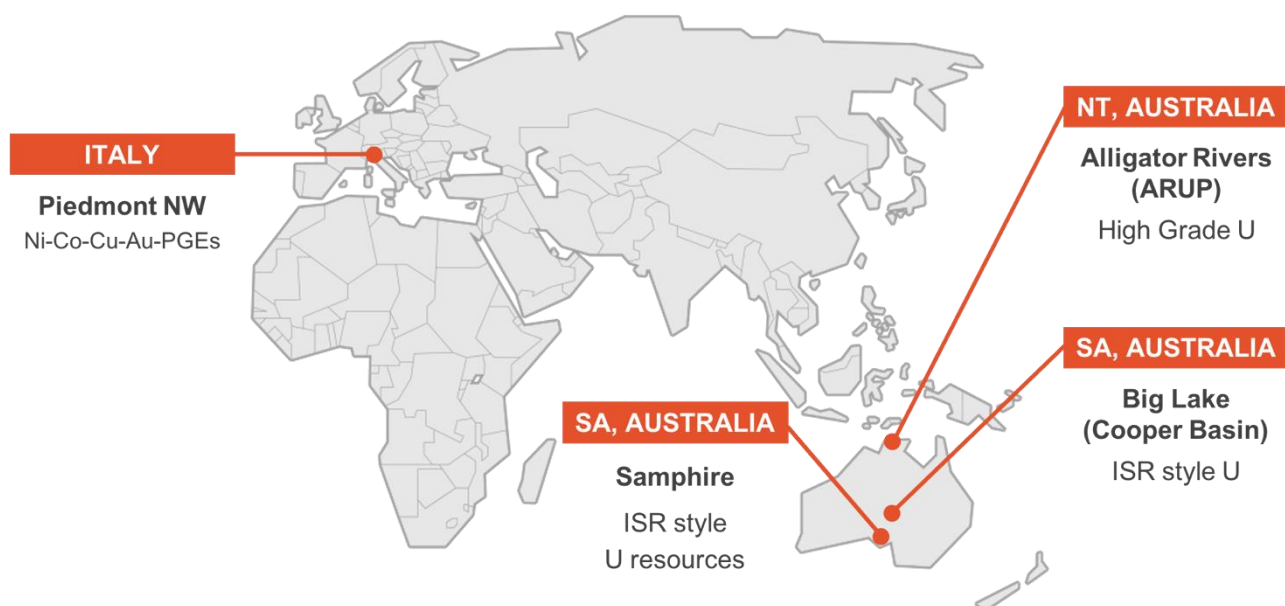 ITALY
Piedmont NW
Ni-Co-Cu-Au-PGEs
NT, AUSTRALIA
Alligator Rivers
(ARUP)
High Grade U
SA, AUSTRALIA
Big Lake
(Cooper Basin)
ISR style U
SA, AUSTRALIA
Samphire
ISR style
U resources